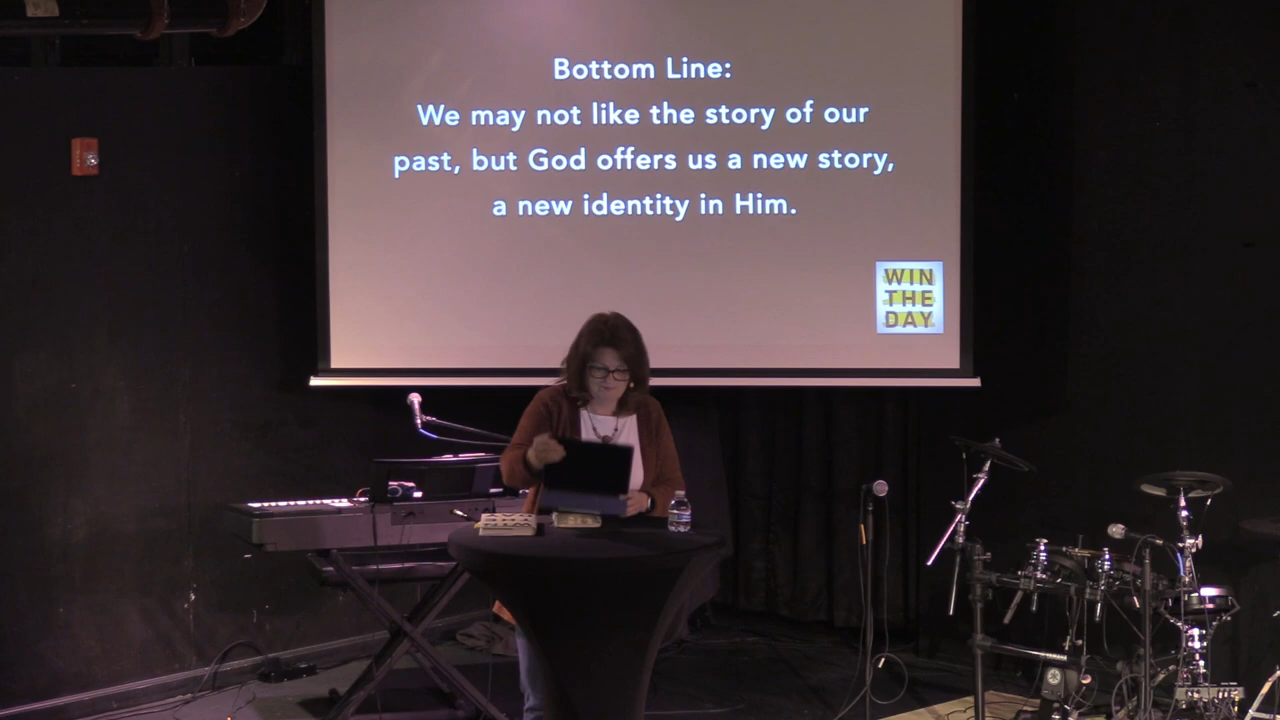 Bottom Line:
We may not like the story of our
past, but God offers us a new story,
a new identity in Him.
WIN
THE
DAY